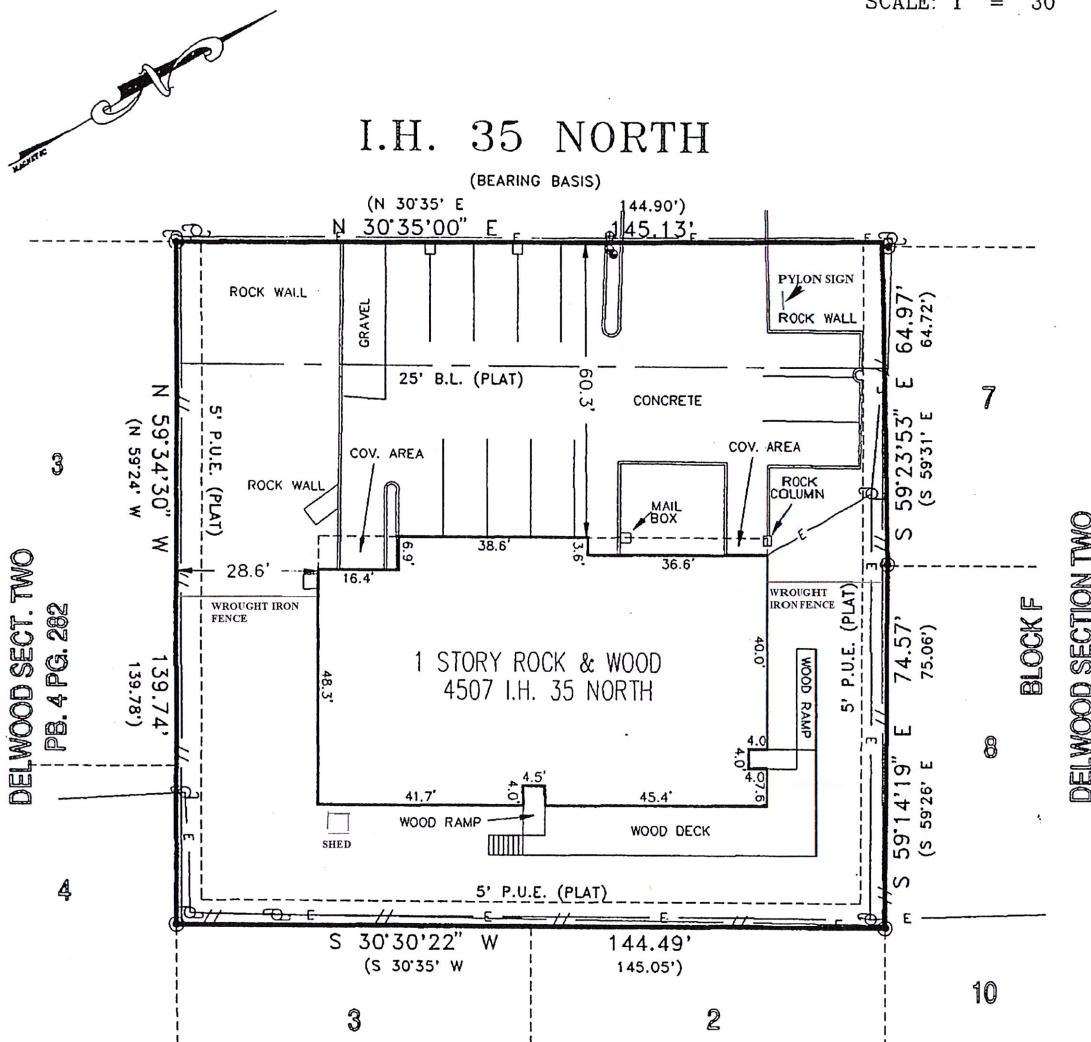 SCALE: 1" = 30'
MAGNETIC
N
I.H. 35 NORTH
(BEARING BASIS)
(N 30°35' E 144.90')
N 30°35'00" E 145.13'
ROCK WALL
GRAVEL
PYLON SIGN
ROCK WALL
64.97'
64.72')
25' B.L. (PLAT)
60.3'
CONCRETE
7
S 59°23'53" E
(S 59°31' E
N 59°34'30" W
(N 59°24' W
5' P.U.E. (PLAT)
3
COV. AREA
COV. AREA
ROCK WALL
ROCK
COLUMN
MAIL
BOX
38.6'
6.9'
3.6'
36.6'
28.6'
16.4'
WROUGHT IRON
FENCE
WROUGHT
IRON FENCE
DELWOOD SECT. TWO
PB. 4 PG. 282
1 STORY ROCK & WOOD
4507 I.H. 35 NORTH
48.3'
40.0'
WOOD RAMP
5' P.U.E. (PLAT)
74.57'
75.06')
BLOCK F
DELWOOD SECTION TWO
139.74'
139.78')
4.0
4.0'
4.0
7.6
8
S 59°14'19" E
(S 59°26' E
4.5'
4.0'
41.7'
45.4'
WOOD RAMP
WOOD DECK
SHED
4
5' P.U.E. (PLAT)
S 30°30'22" W 144.49'
(S 30°35' W 145.05')
10
3
2